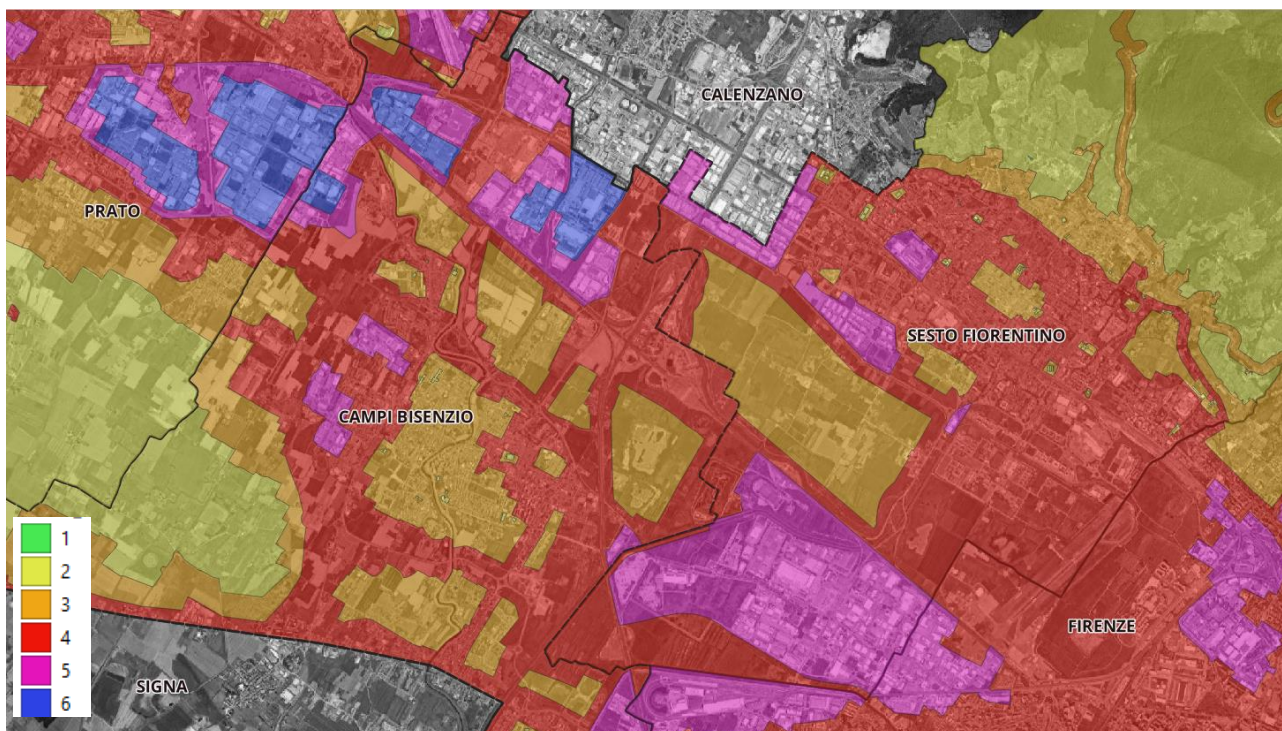 CALENZANO
PRATO
SESTO FIORENTINO
CAMPI BISENZIO
1
2
3
4
5
6
FIRENZE
SIGNA